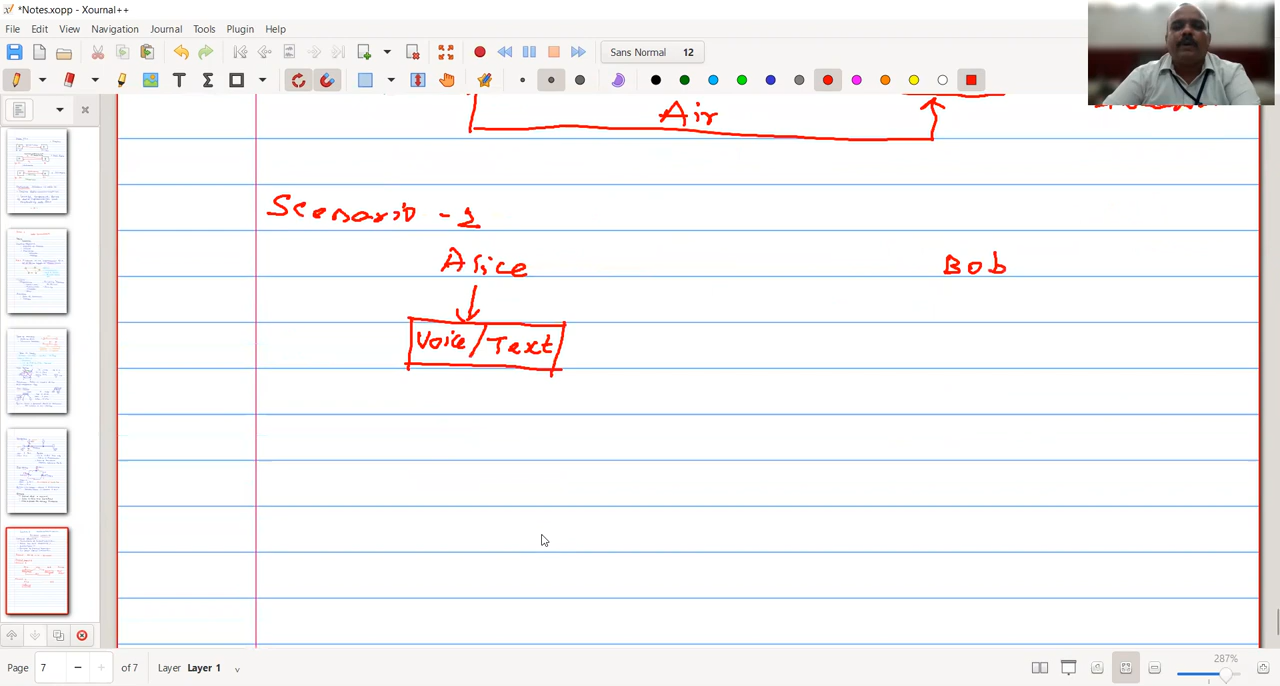 *Notes.xopp - Xournal++
File Edit View Navigation Journal Tools Plugin Help
Sans Normal 12
Air
Scenario - 2
Alice Bob
Voice/Text
Page 7 of 7 Layer Layer 1 287%